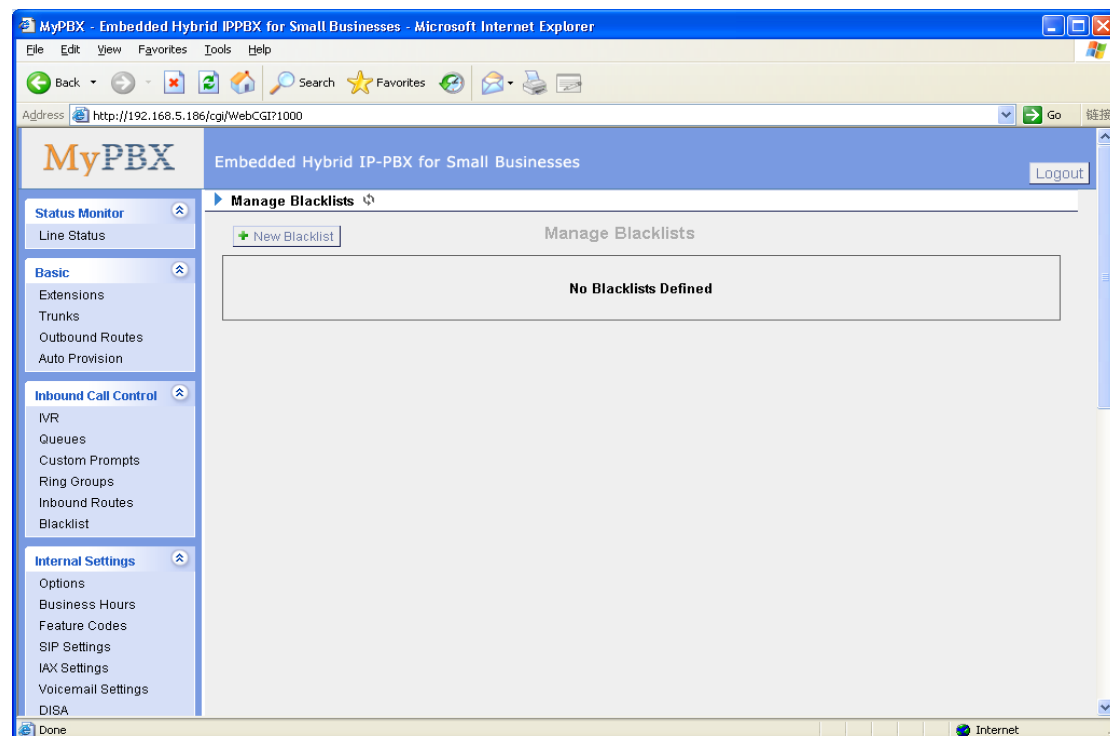 MyPBX - Embedded Hybrid IPPBX for Small Businesses - Microsoft Internet Explorer
File Edit View Favorites Tools Help
Back Search Favorites
Address http://192.168.5.186/cgi/WebCGI?1000 Go 链接
MyPBX Embedded Hybrid IP-PBX for Small Businesses
Logout
Manage Blacklists
New Blacklist Manage Blacklists
No Blacklists Defined
Status Monitor
Line Status
Basic
Extensions
Trunks
Outbound Routes
Auto Provision
Inbound Call Control
IVR
Queues
Custom Prompts
Ring Groups
Inbound Routes
Blacklist
Internal Settings
Options
Business Hours
Feature Codes
SIP Settings
IAX Settings
Voicemail Settings
DISA
Done Internet